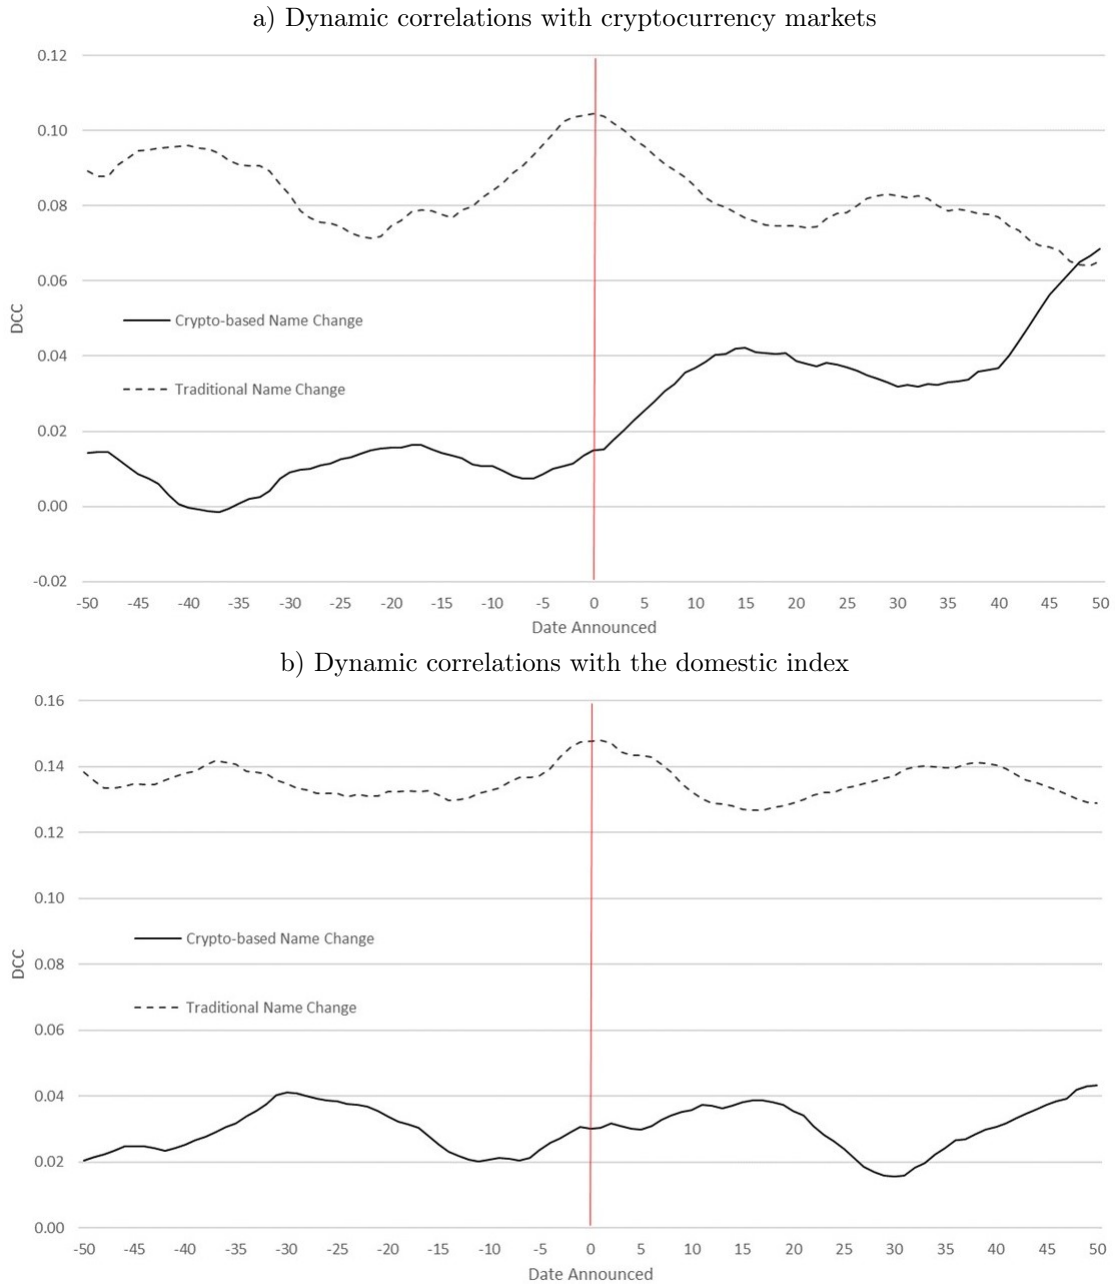 a) Dynamic correlations with cryptocurrency markets
0.12
0.10
0.08
0.06
0.04
0.02
0.00
-0.02
DCC
Crypto-based Name Change
Traditional Name Change
-50 -45 -40 -35 -30 -25 -20 -15 -10 -5 0 5 10 15 20 25 30 35 40 45 50
Date Announced
b) Dynamic correlations with the domestic index
0.16
0.14
0.12
0.10
0.08
0.06
0.04
0.02
0.00
DCC
Crypto-based Name Change
Traditional Name Change
-50 -45 -40 -35 -30 -25 -20 -15 -10 -5 0 5 10 15 20 25 30 35 40 45 50
Date Announced